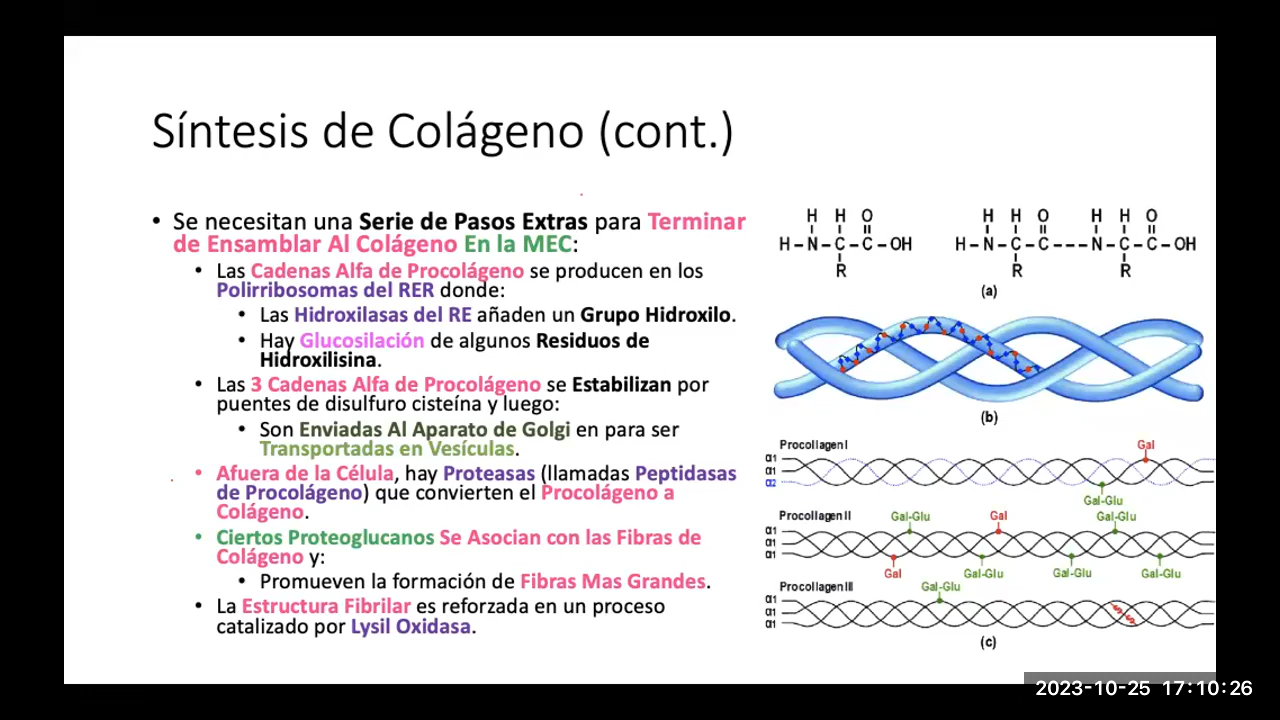 Síntesis de Colágeno (cont.)
• Se necesitan una Serie de Pasos Extras para Terminar
de Ensamblar Al Colágeno En la MEC:
• Las Cadenas Alfa de Procolágeno se producen en los
Polirribosomas del RER donde:
• Las Hidroxilasas del RE añaden un Grupo Hidroxilo.
• Hay Glucosilación de algunos Residuos de
Hidroxilisina.
• Las 3 Cadenas Alfa de Procolágeno se Estabilizan por
puentes de disulfuro cisteína y luego:
• Son Enviadas Al Aparato de Golgi en para ser
Transportadas en Vesículas.
• Afuera de la Célula, hay Proteasas (llamadas Peptidasas
de Procolágeno) que convierten el Procolágeno a
Colágeno.
• Ciertos Proteoglucanos Se Asocian con las Fibras de
Colágeno y:
• Promueven la formación de Fibras Mas Grandes.
• La Estructura Fibrilar es reforzada en un proceso
catalizado por Lysil Oxidasa.
H H O H H O H H O
H–N–C–C–OH H–N–C–C---N–C–C–OH
R R R
(a)
(b)
Procollagen I Gal
α1
α1
α2
Gal-Glu
Procollagen II Gal-Glu Gal Gal-Glu
α1
α1
α1
Gal Gal-Glu Gal-Glu Gal-Glu
Procollagen III Gal-Glu
α1
α1
α1
(c)
2023-10-25 17:10:26